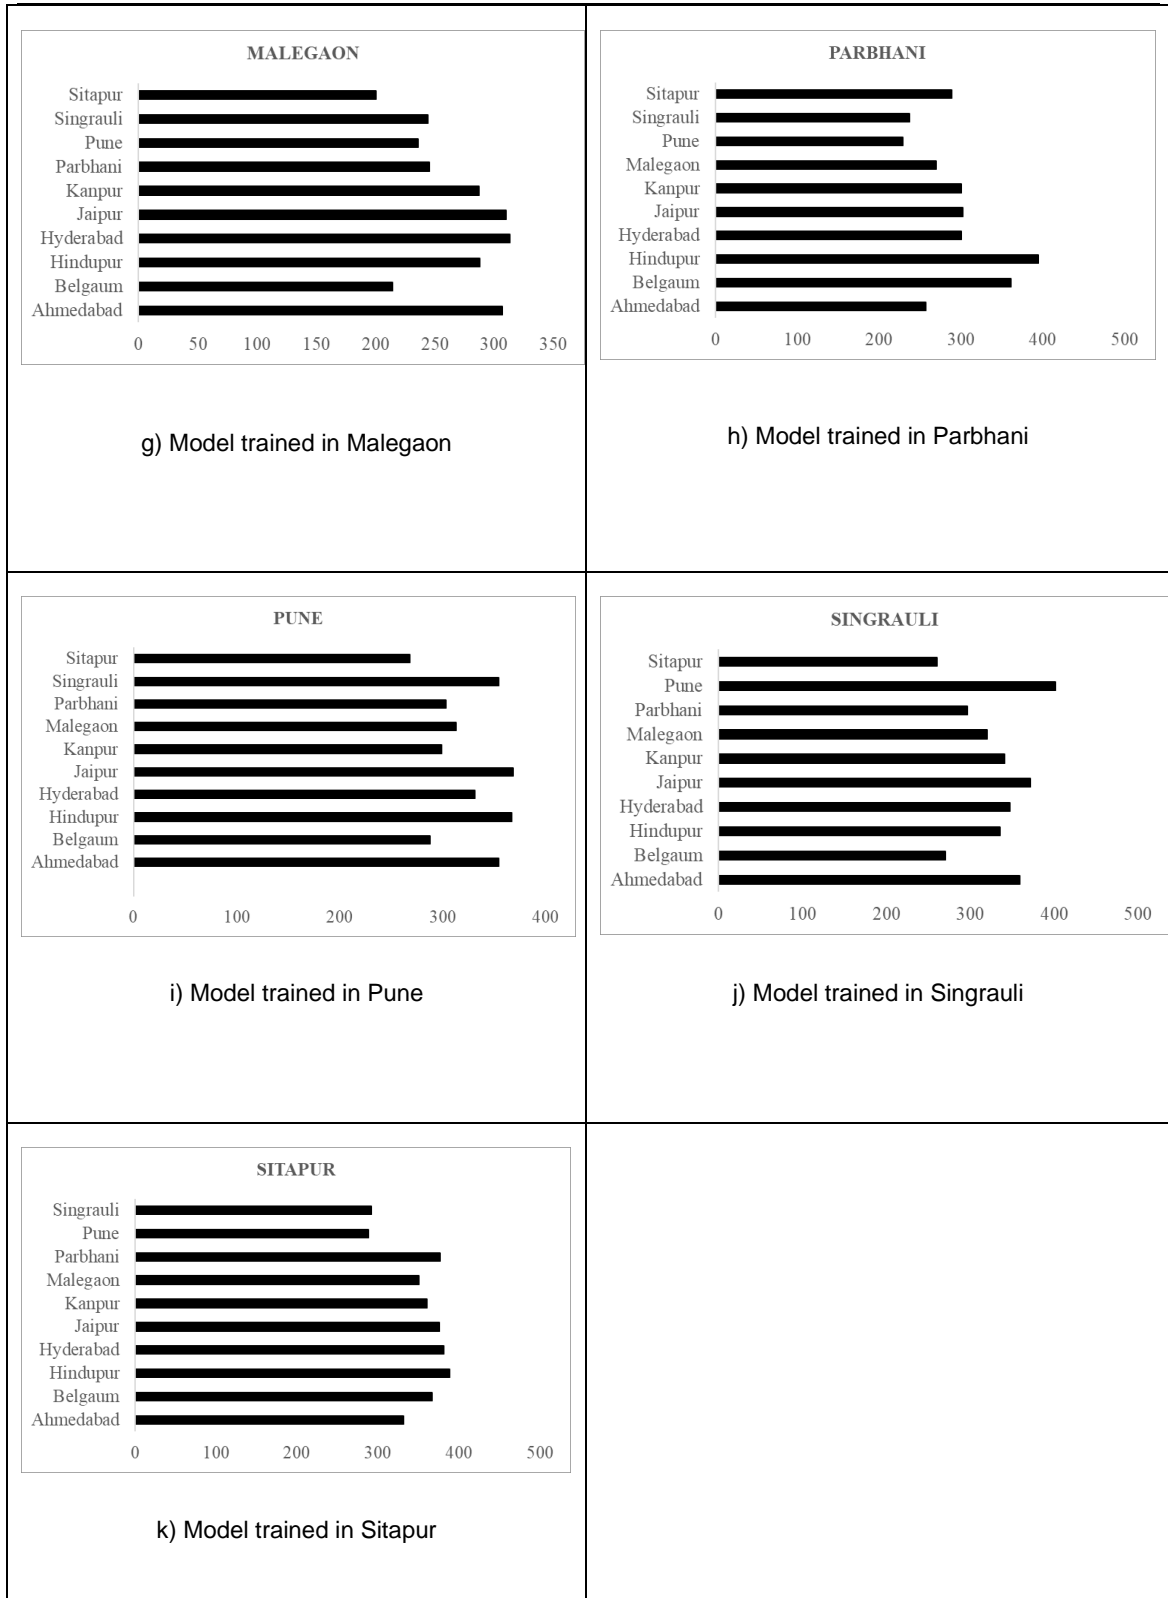 MALEGAON
Sitapur
Singrauli
Pune
Parbhani
Kanpur
Jaipur
Hyderabad
Hindupur
Belgaum
Ahmedabad
0 50 100 150 200 250 300 350
g) Model trained in Malegaon
PARBHANI
Sitapur
Singrauli
Pune
Malegaon
Kanpur
Jaipur
Hyderabad
Hindupur
Belgaum
Ahmedabad
0 100 200 300 400 500
h) Model trained in Parbhani
PUNE
Sitapur
Singrauli
Parbhani
Malegaon
Kanpur
Jaipur
Hyderabad
Hindupur
Belgaum
Ahmedabad
0 100 200 300 400
i) Model trained in Pune
SINGRAULI
Sitapur
Pune
Parbhani
Malegaon
Kanpur
Jaipur
Hyderabad
Hindupur
Belgaum
Ahmedabad
0 100 200 300 400 500
j) Model trained in Singrauli
SITAPUR
Singrauli
Pune
Parbhani
Malegaon
Kanpur
Jaipur
Hyderabad
Hindupur
Belgaum
Ahmedabad
0 100 200 300 400 500
k) Model trained in Sitapur